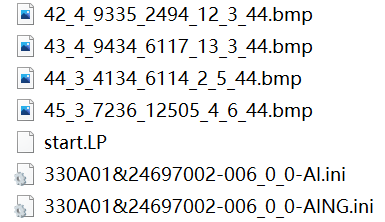 42_4_9335_2494_12_3_44.bmp
43_4_9434_6117_13_3_44.bmp
44_3_4134_6114_2_5_44.bmp
45_3_7236_12505_4_6_44.bmp
start.LP
330A01&24697002-006_0_0-AI.ini
330A01&24697002-006_0_0-AING.ini